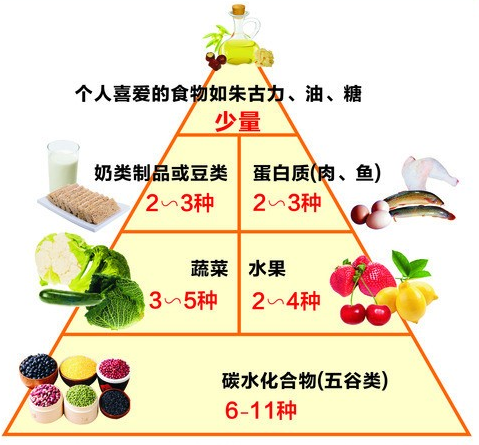 个人喜爱的食物如朱古力、油、糖
少量
奶类制品或豆类
2∽3种
蛋白质(肉、鱼)
2∽3种
蔬菜
3∽5种
水果
2∽4种
碳水化合物(五谷类)
6-11种